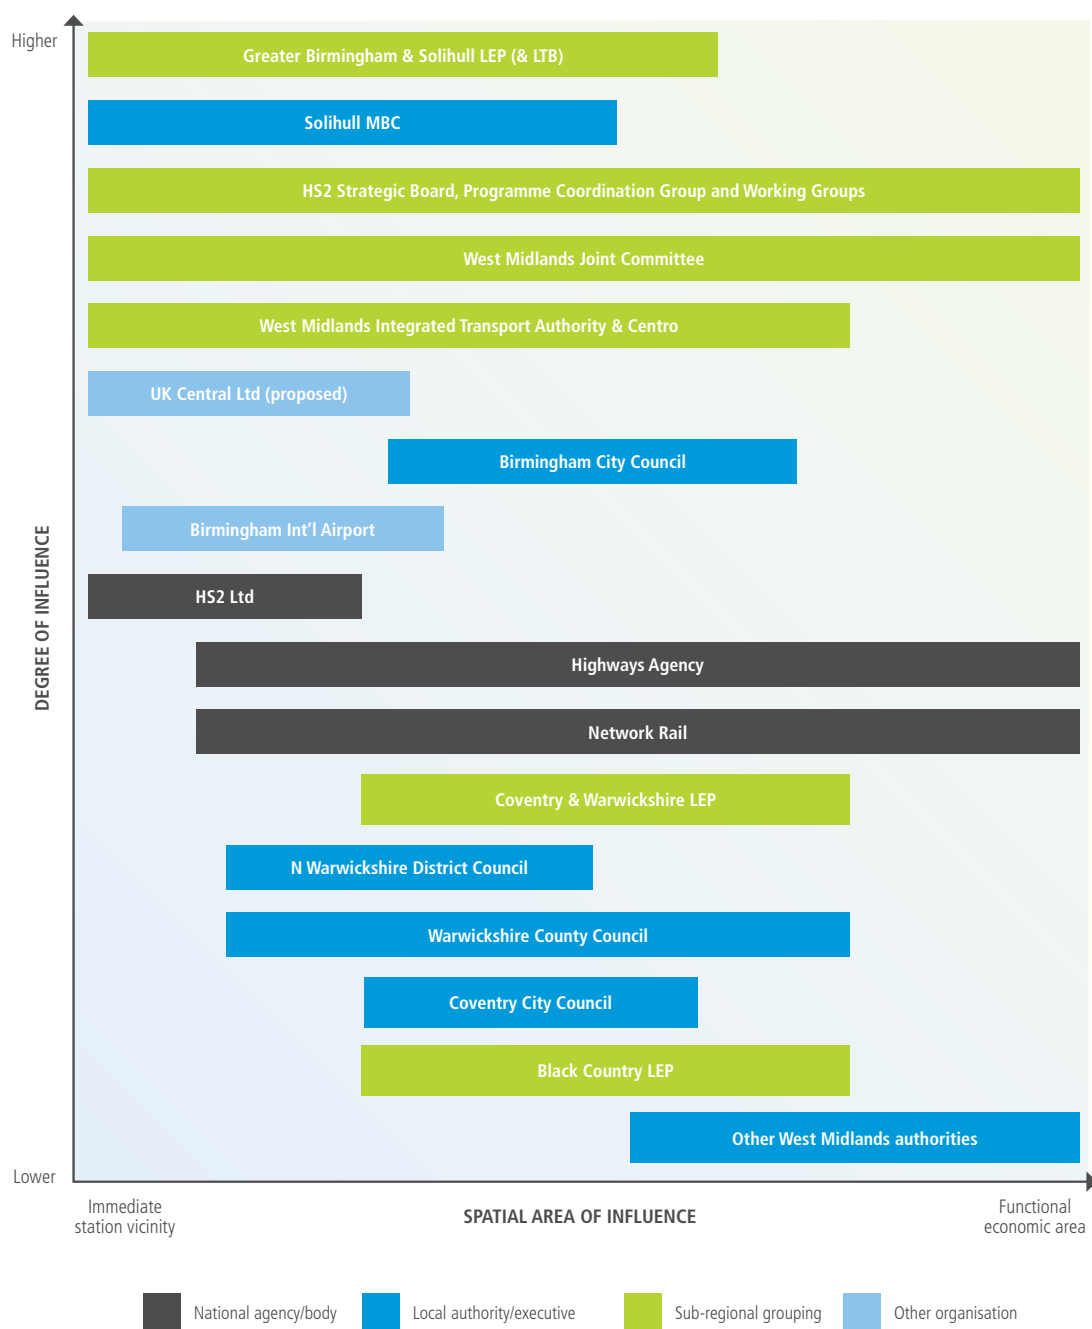 Higher
Greater Birmingham & Solihull LEP (& LTB)
Solihull MBC
HS2 Strategic Board, Programme Coordination Group and Working Groups
West Midlands Joint Committee
West Midlands Integrated Transport Authority & Centro
UK Central Ltd (proposed)
Birmingham City Council
Birmingham Int'l Airport
HS2 Ltd
Highways Agency
DEGREE OF INFLUENCE
Network Rail
Coventry & Warwickshire LEP
N Warwickshire District Council
Warwickshire County Council
Coventry City Council
Black Country LEP
Other West Midlands authorities
Lower
Immediate
station vicinity
SPATIAL AREA OF INFLUENCE
Functional
economic area
National agency/body
Local authority/executive
Sub-regional grouping
Other organisation